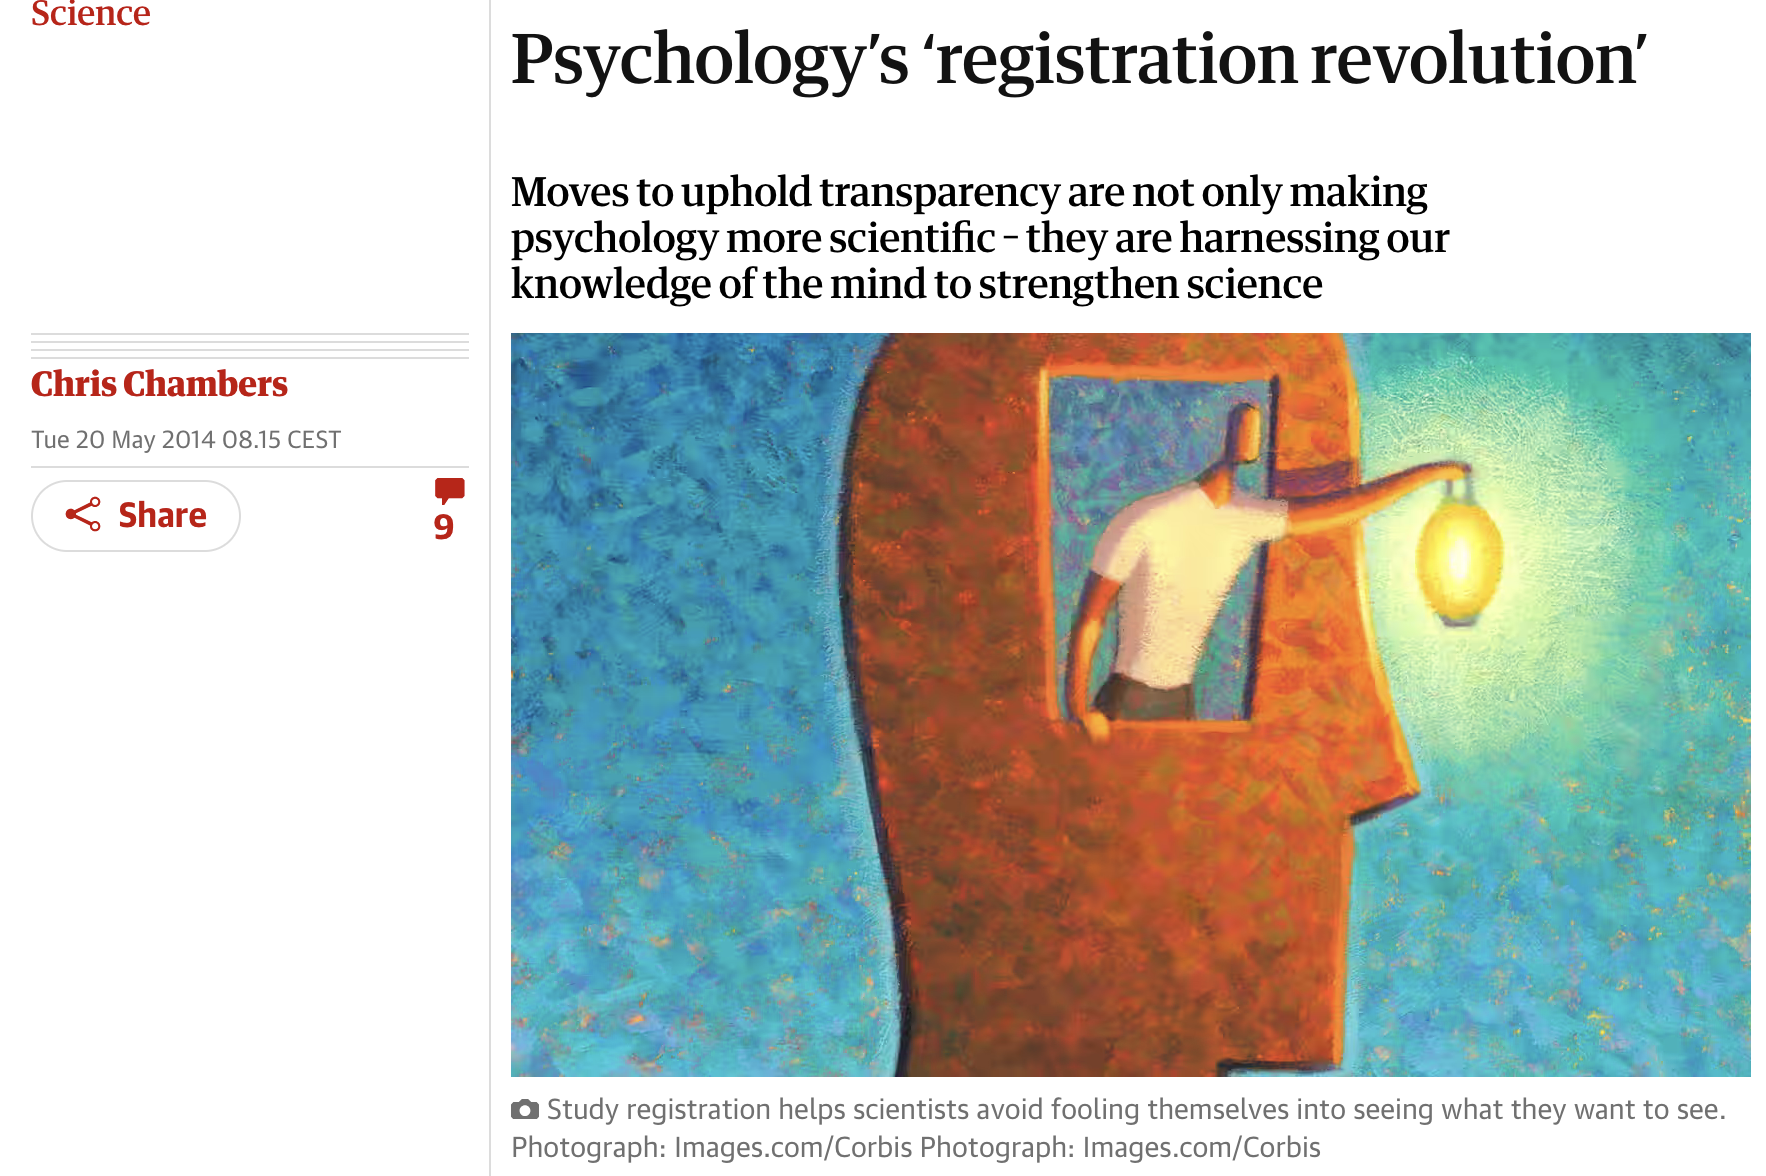 Science
Psychology’s ‘registration revolution’
Moves to uphold transparency are not only making
psychology more scientific – they are harnessing our
knowledge of the mind to strengthen science
Chris Chambers
Tue 20 May 2014 08.15 CEST
Share
9
Study registration helps scientists avoid fooling themselves into seeing what they want to see.
Photograph: Images.com/Corbis Photograph: Images.com/Corbis